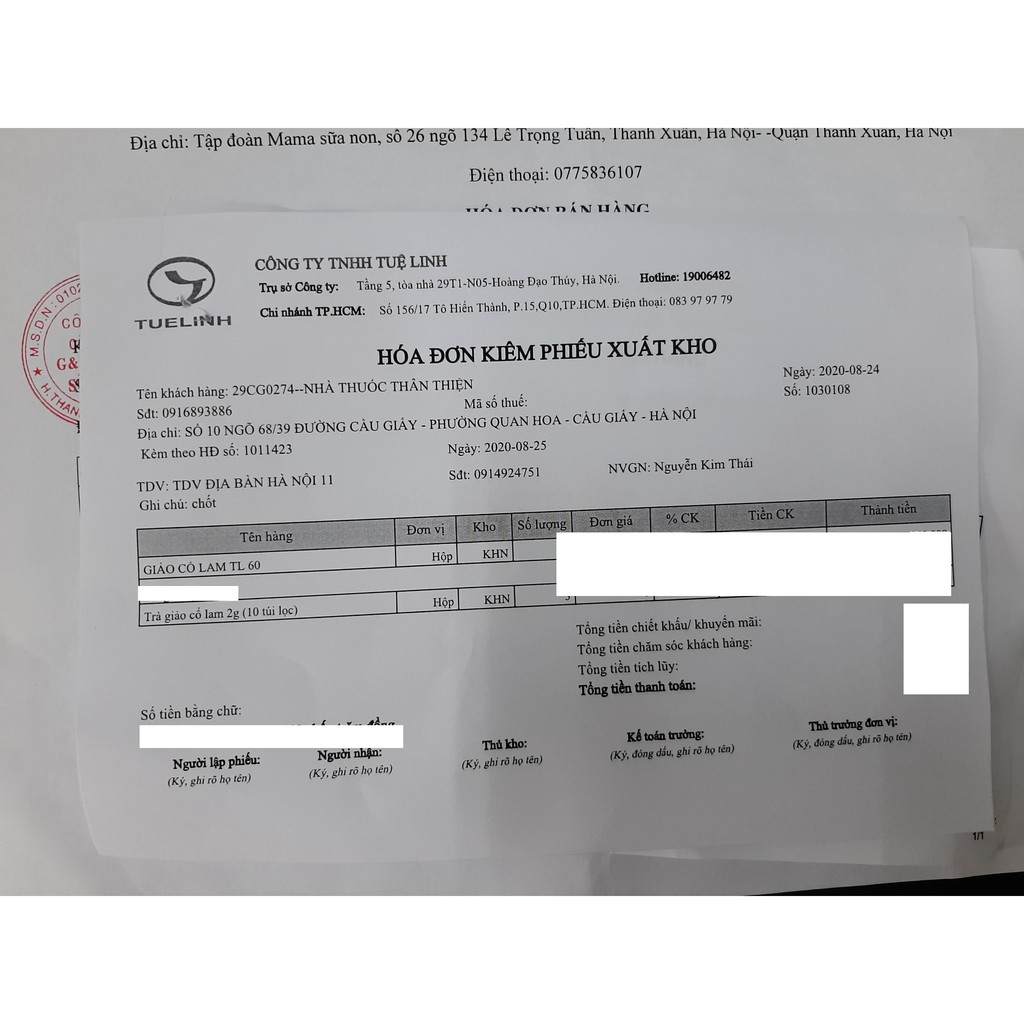 Địa chỉ: Tập đoàn Mama sữa non, số 26 ngõ 134 Lê Trọng Tuấn, Thanh Xuân, Hà Nội- -Quận Thanh Xuân, Hà Nội
Điện thoại: 0775836107
HÓA ĐƠN BÁN HÀNG
M.S.D.N:0102
CÔ
G&
H.THAN
TUELINH
CÔNG TY TNHH TUỆ LINH
Trụ sở Công ty: Tầng 5, tòa nhà 29T1-N05-Hoàng Đạo Thúy, Hà Nội. Hotline: 19006482
Chi nhánh TP.HCM: Số 156/17 Tô Hiến Thành, P.15,Q10,TP.HCM. Điện thoại: 083 97 97 79
HÓA ĐƠN KIÊM PHIẾU XUẤT KHO
Ngày: 2020-08-24
Số: 1030108
Tên khách hàng: 29CG0274--NHÀ THUỐC THÂN THIỆN
Sđt: 0916893886 Mã số thuế:
Địa chỉ: SỐ 10 NGÕ 68/39 ĐƯỜNG CẦU GIẤY - PHƯỜNG QUAN HOA - CẦU GIẤY - HÀ NỘI
Kèm theo HĐ số: 1011423 Ngày: 2020-08-25
TDV: TDV ĐỊA BÀN HÀ NỘI 11 Sđt: 0914924751 NVGN: Nguyễn Kim Thái
Ghi chú: chốt
Tên hàng Đơn vị Kho Số lượng Đơn giá % CK Tiền CK Thành tiền
GIẢO CỔ LAM TL 60 Hộp KHN
Trà giảo cổ lam 2g (10 túi lọc) Hộp KHN
Tổng tiền chiết khấu/ khuyến mãi:
Tổng tiền chăm sóc khách hàng:
Tổng tiền tích lũy:
Tổng tiền thanh toán:
Số tiền bằng chữ:
Người lập phiếu: Người nhận: Thủ kho: Kế toán trưởng: Thủ trưởng đơn vị:
(Ký, ghi rõ họ tên) (Ký, ghi rõ họ tên) (Ký, ghi rõ họ tên) (Ký, đóng dấu, ghi rõ họ tên) (Ký, đóng dấu, ghi rõ họ tên)
1/1